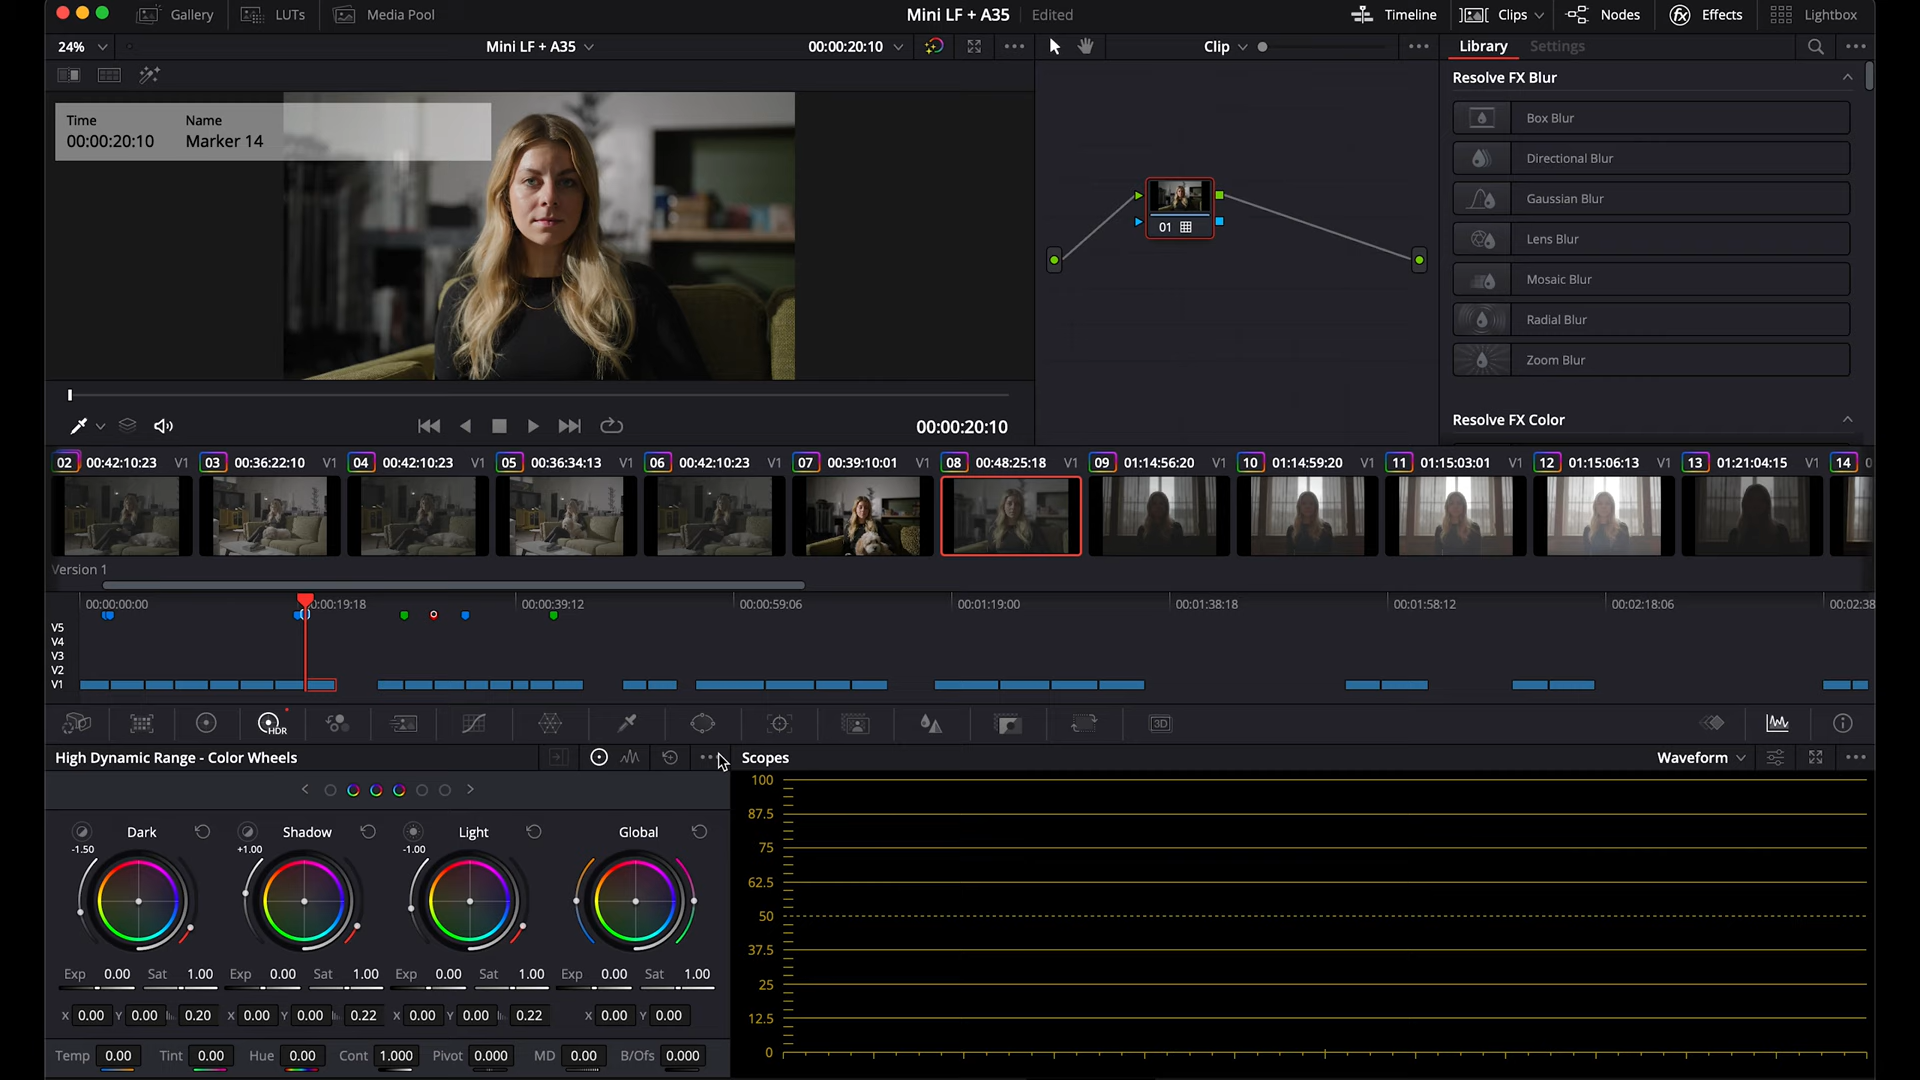 Gallery LUTs Media Pool Mini LF + A35 Edited Timeline Clips Nodes Effects Lightbox
24% Mini LF + A35 00:00:20:10 Clip Library Settings
Resolve FX Blur
Time Name
00:00:20:10 Marker 14
Box Blur
Directional Blur
Gaussian Blur
Lens Blur
Mosaic Blur
Radial Blur
Zoom Blur
01
Resolve FX Color
00:00:20:10
02 00:42:10:23 V1 03 00:36:22:10 V1 04 00:42:10:23 V1 05 00:36:34:13 V1 06 00:42:10:23 V1 07 00:39:10:01 V1 08 00:48:25:18 V1 09 01:14:56:20 V1 10 01:14:59:20 V1 11 01:15:03:01 V1 12 01:15:06:13 V1 13 01:21:04:15 V1 14
Version 1
00:00:00:00 00:00:19:18 00:00:39:12 00:00:59:06 00:01:19:00 00:01:38:18 00:01:58:12 00:02:18:06 00:02:38
V5
V4
V3
V2
V1
HDR 3D
High Dynamic Range - Color Wheels Scopes Waveform
100
87.5
75
62.5
50
37.5
25
12.5
0
Dark Shadow Light Global
-1.50 +1.00 -1.00
Exp 0.00 Sat 1.00 Exp 0.00 Sat 1.00 Exp 0.00 Sat 1.00 Exp 0.00 Sat 1.00
X 0.00 Y 0.00 0.20 X 0.00 Y 0.00 0.22 X 0.00 Y 0.00 0.22 X 0.00 Y 0.00
Temp 0.00 Tint 0.00 Hue 0.00 Cont 1.000 Pivot 0.000 MD 0.00 B/Ofs 0.000